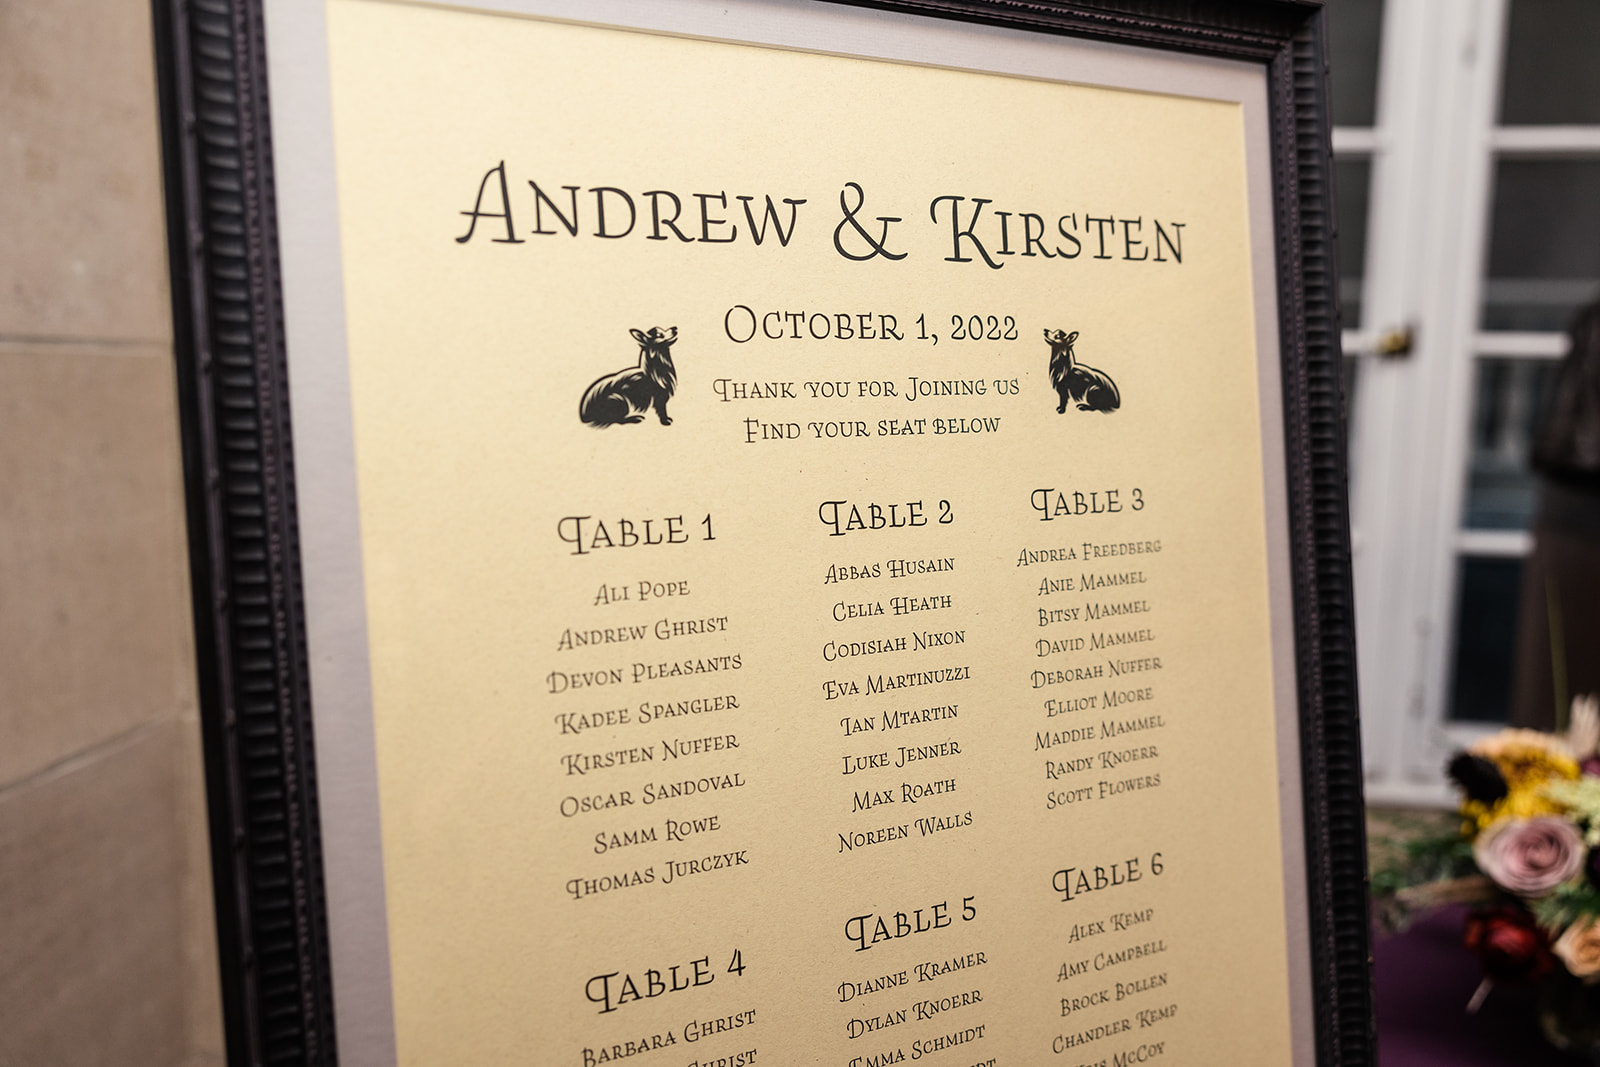 Andrew & Kirsten
October 1, 2022
Thank you for Joining us
Find your seat below
Table 1
Ali Pope
Andrew Ghrist
Devon Pleasants
Kadee Spangler
Kirsten Nuffer
Oscar Sandoval
Samm Rowe
Thomas Jurczyk
Table 2
Abbas Husain
Celia Heath
Codisiah Nixon
Eva Martinuzzi
Ian Mtartin
Luke Jenner
Max Roath
Noreen Walls
Table 3
Andrea Freedberg
Anie Mammel
Bitsy Mammel
David Mammel
Deborah Nuffer
Elliot Moore
Maddie Mammel
Randy Knoerr
Scott Flowers
Table 4
Barbara Ghrist
Ghrist
Table 5
Dianne Kramer
Dylan Knoerr
Emma Schmidt
Table 6
Alex Kemp
Amy Campbell
Brock Bollen
Chandler Kemp
McCoy